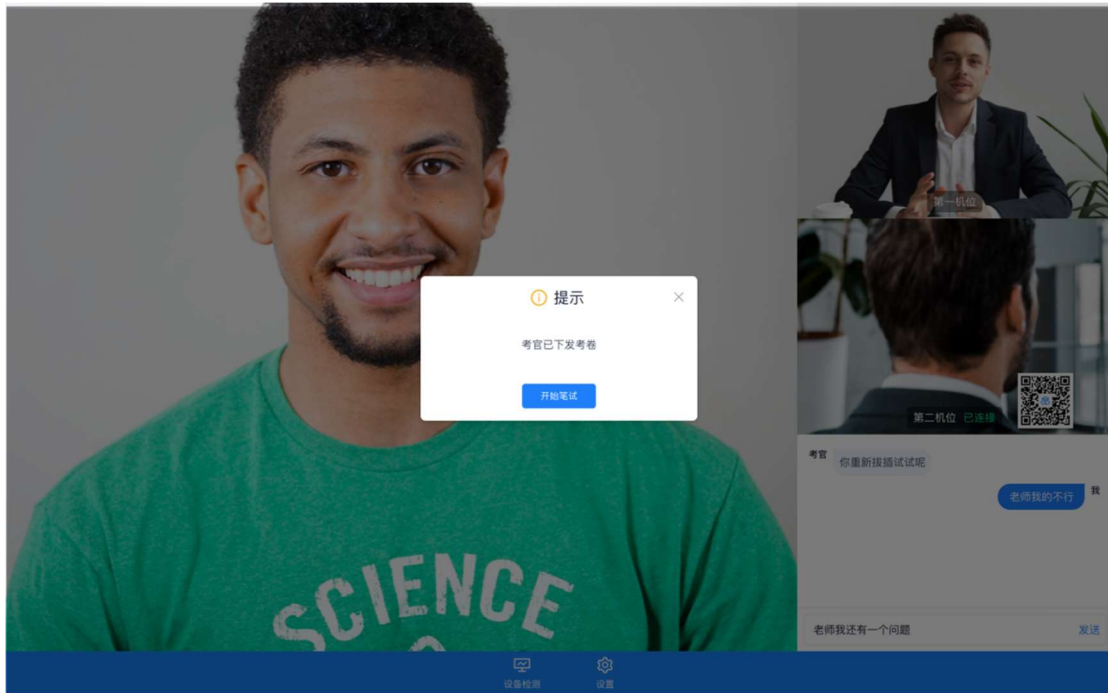 第一机位
提示
考官已下发考卷
开始笔试
第二机位 已连接
考官 你重新拔插试试呢
老师我的不行 我
SCIENCE
老师我还有一个问题 发送
设备检测 设置